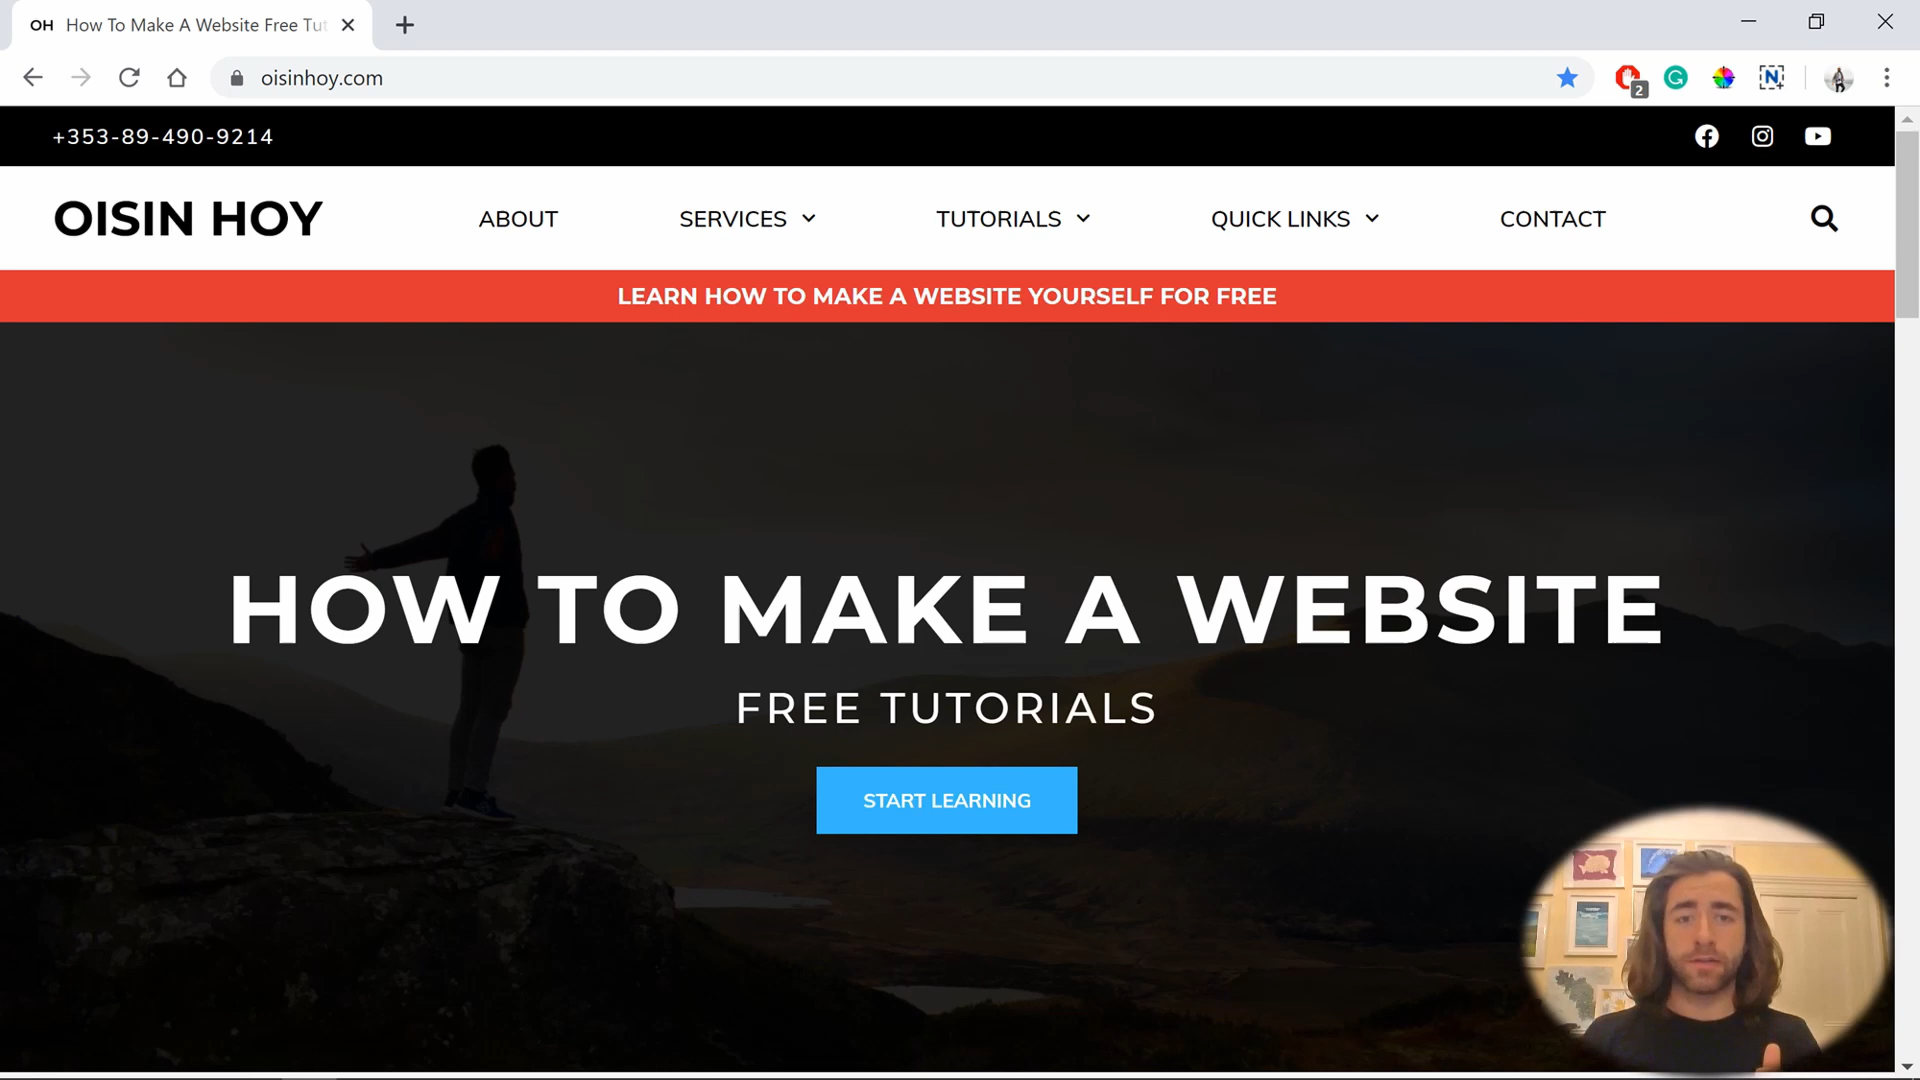 OH How To Make A Website Free Tut
oisinhoy.com
2
N
+353-89-490-9214
OISIN HOY ABOUT SERVICES TUTORIALS QUICK LINKS CONTACT
LEARN HOW TO MAKE A WEBSITE YOURSELF FOR FREE
HOW TO MAKE A WEBSITE
FREE TUTORIALS
START LEARNING